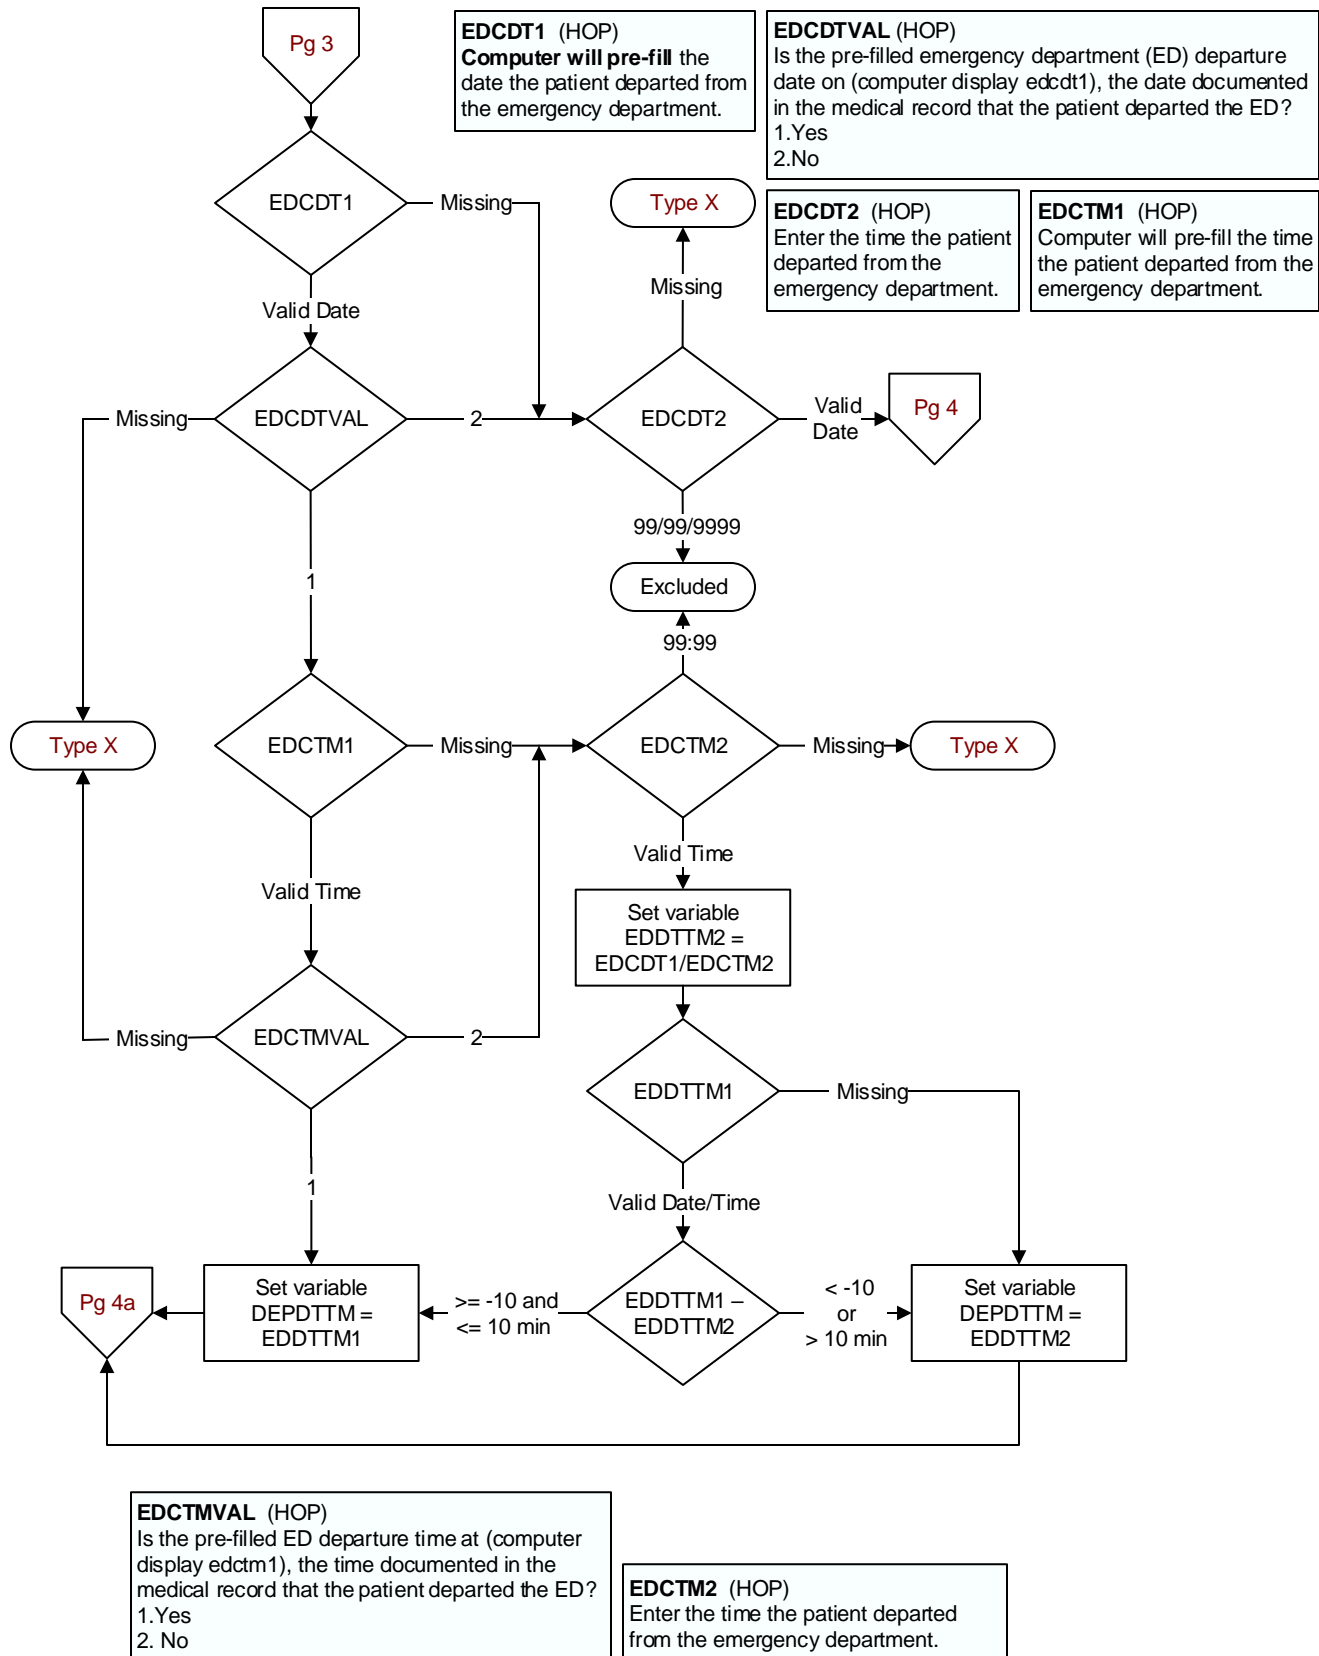 Pg 3
EDCDT1 (HOP)
Computer will pre-fill the
date the patient departed from
the emergency department.
EDCDTVAL (HOP)
Is the pre-filled emergency department (ED) departure
date on (computer display edcdt1), the date documented
in the medical record that the patient departed the ED?
1.Yes
2.No
EDCDT1
Missing
Type X
EDCDT2 (HOP)
Enter the time the patient
departed from the
emergency department.
EDCTM1 (HOP)
Computer will pre-fill the time
the patient departed from the
emergency department.
Missing
Valid Date
Missing
EDCDTVAL
2
EDCDT2
Valid
Date
Pg 4
99/99/9999
1
Excluded
99:99
Type X
EDCTM1
Missing
EDCTM2
Missing
Type X
Valid Time
Valid Time
Set variable
EDDTTM2 =
EDCDT1/EDCTM2
Missing
EDCTMVAL
2
EDDTTM1
Missing
1
Valid Date/Time
Pg 4a
Set variable
DEPDTTM =
EDDTTM1
>= -10 and
<= 10 min
EDDTTM1 –
EDDTTM2
< -10
or
> 10 min
Set variable
DEPDTTM =
EDDTTM2
EDCTMVAL (HOP)
Is the pre-filled ED departure time at (computer
display edctm1), the time documented in the
medical record that the patient departed the ED?
1.Yes
2. No
EDCTM2 (HOP)
Enter the time the patient departed
from the emergency department.